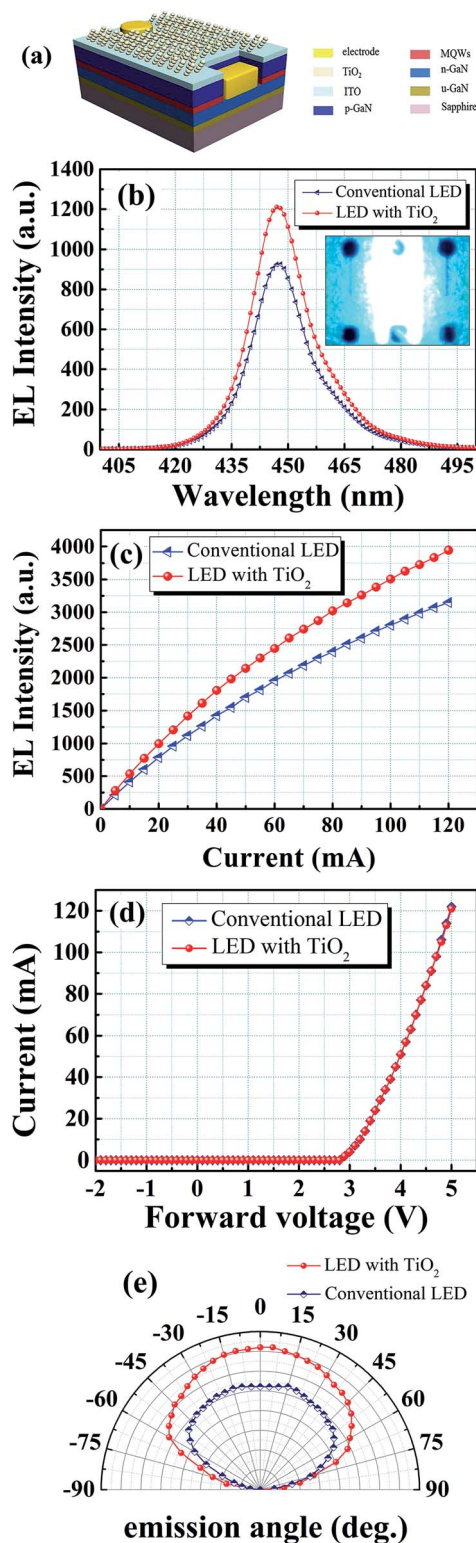 (a)
electrode
TiO₂
ITO
p-GaN
MQWs
n-GaN
u-GaN
Sapphire
(b)
Conventional LED
LED with TiO₂
EL Intensity (a.u.)
1400
1200
1000
800
600
400
200
0
405 420 435 450 465 480 495
Wavelength (nm)
(c)
Conventional LED
LED with TiO₂
EL Intensity (a.u.)
4000
3500
3000
2500
2000
1500
1000
500
0
0 20 40 60 80 100 120
Current (mA)
(d)
Conventional LED
LED with TiO₂
Current (mA)
120
100
80
60
40
20
0
-2 -1 0 1 2 3 4 5
Forward voltage (V)
(e)
LED with TiO₂
Conventional LED
-90 -75 -60 -45 -30 -15 0 15 30 45 60 75 90
emission angle (deg.)